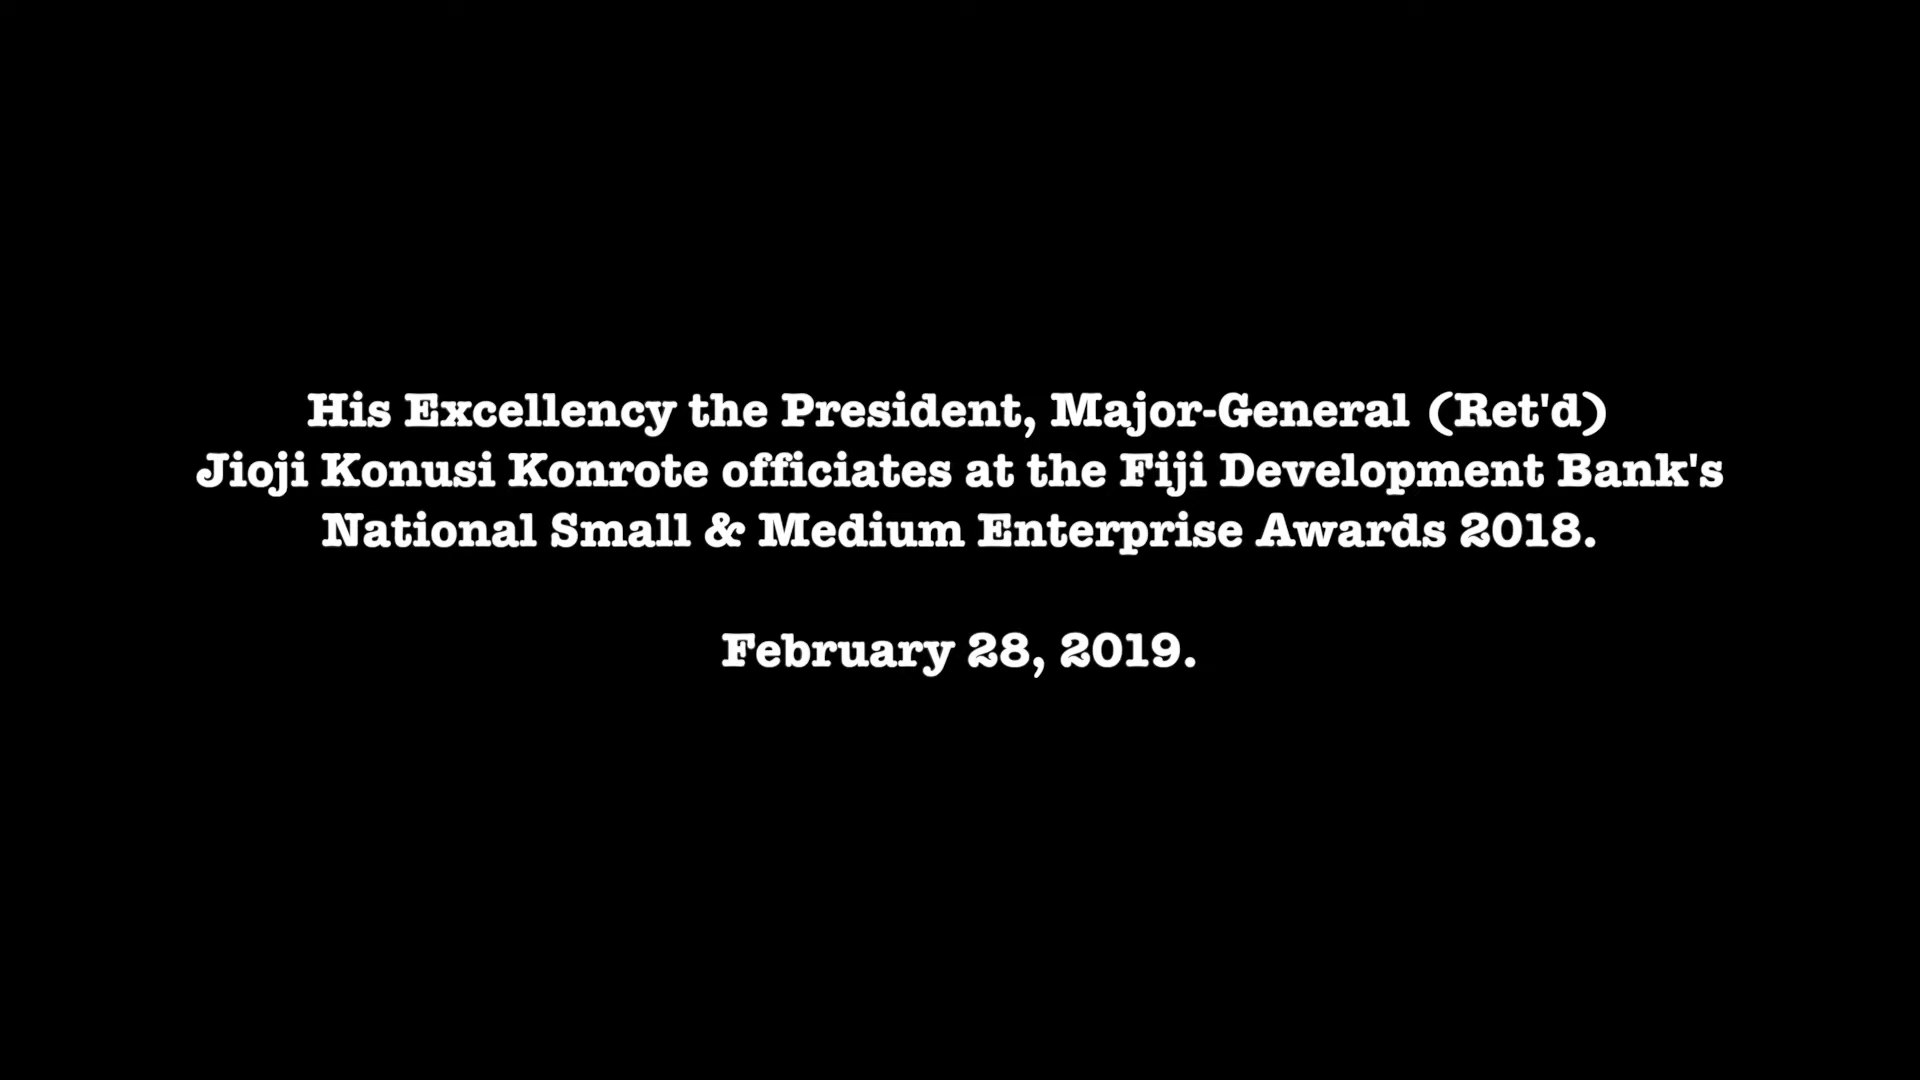 His Excellency the President, Major-General (Ret'd)
Jioji Konusi Konrote officiates at the Fiji Development Bank's
National Small & Medium Enterprise Awards 2018.
February 28, 2019.